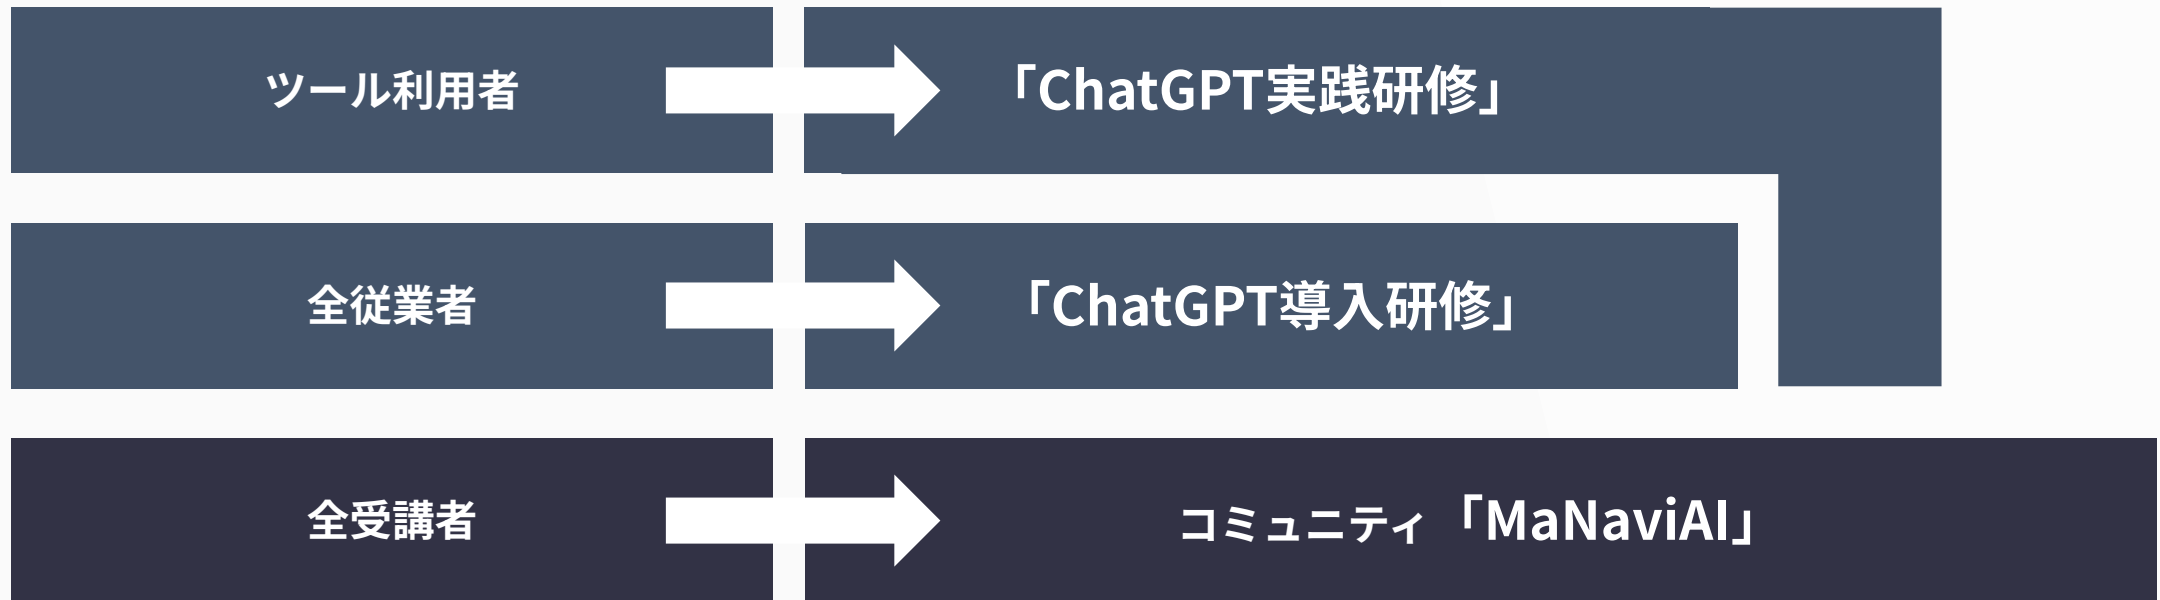 ツール利用者
「ChatGPT実践研修」
全従業者
「ChatGPT導入研修」
全受講者
コミュニティ「MaNaviAI」